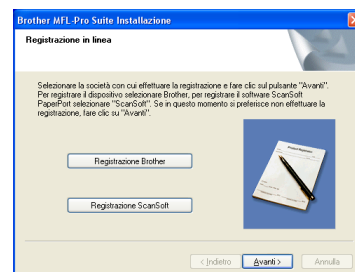 Brother MFL-Pro Suite Installazione
Registrazione in linea
Selezionare la società con cui effettuare la registrazione e fare clic sul pulsante "Avanti".
Per registrare il dispositivo selezionare Brother, per registrare il software ScanSoft
PaperPort selezionare "ScanSoft". Se in questo momento si preferisce non effettuare la
registrazione, fare clic su "Avanti".
Registrazione Brother
Registrazione ScanSoft
< Indietro
Avanti >
Annulla